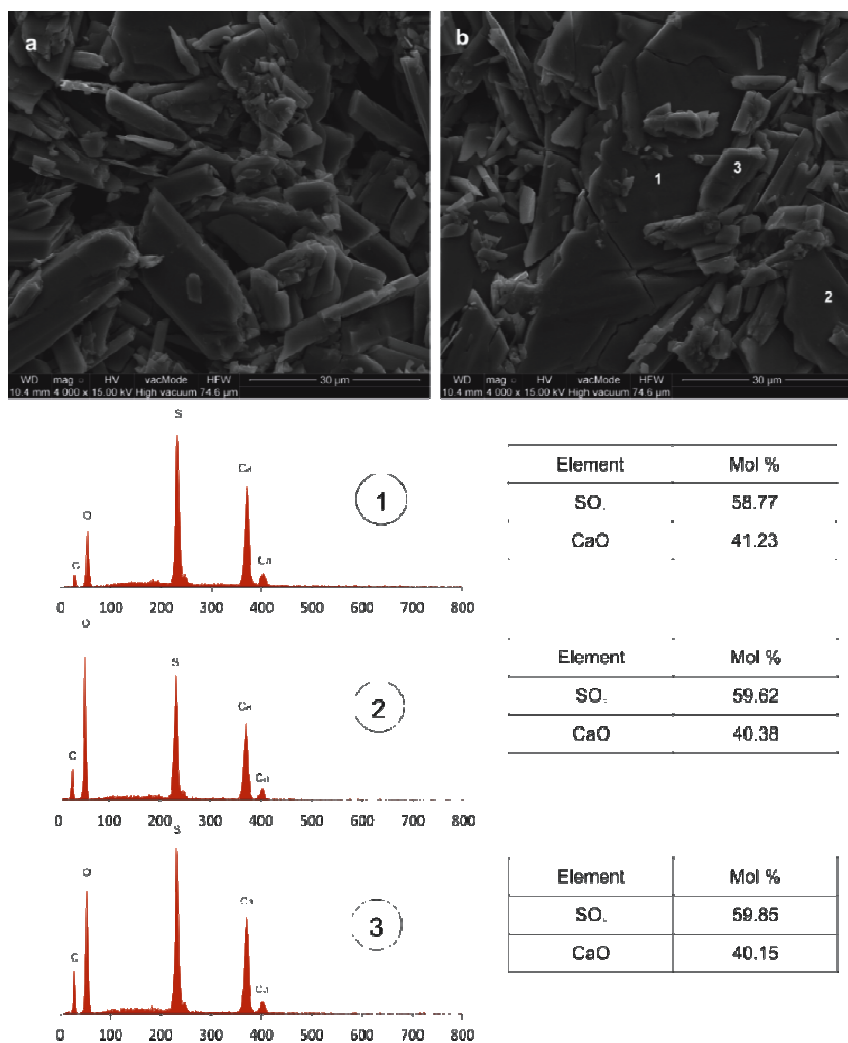 a
b
1
3
2
WD mag HV vacMode HFW 30 µm
10.4 mm 4 000 x 15.00 kV High vacuum 74.6 µm
WD mag HV vacMode HFW 30 µm
10.4 mm 4 000 x 15.00 kV High vacuum 74.6 µm
S
Ca
O
C
Ca
1
0 100 200 300 400 500 600 700 800
Element Mol %
58.77
CaO 41.23
O
S
Ca
C
Ca
2
0 100 200 300 400 500 600 700 800
Element Mol %
59.62
CaO 40.38
S
O
Ca
C
Ca
3
0 100 200 300 400 500 600 700 800
Element Mol %
59.85
CaO 40.15